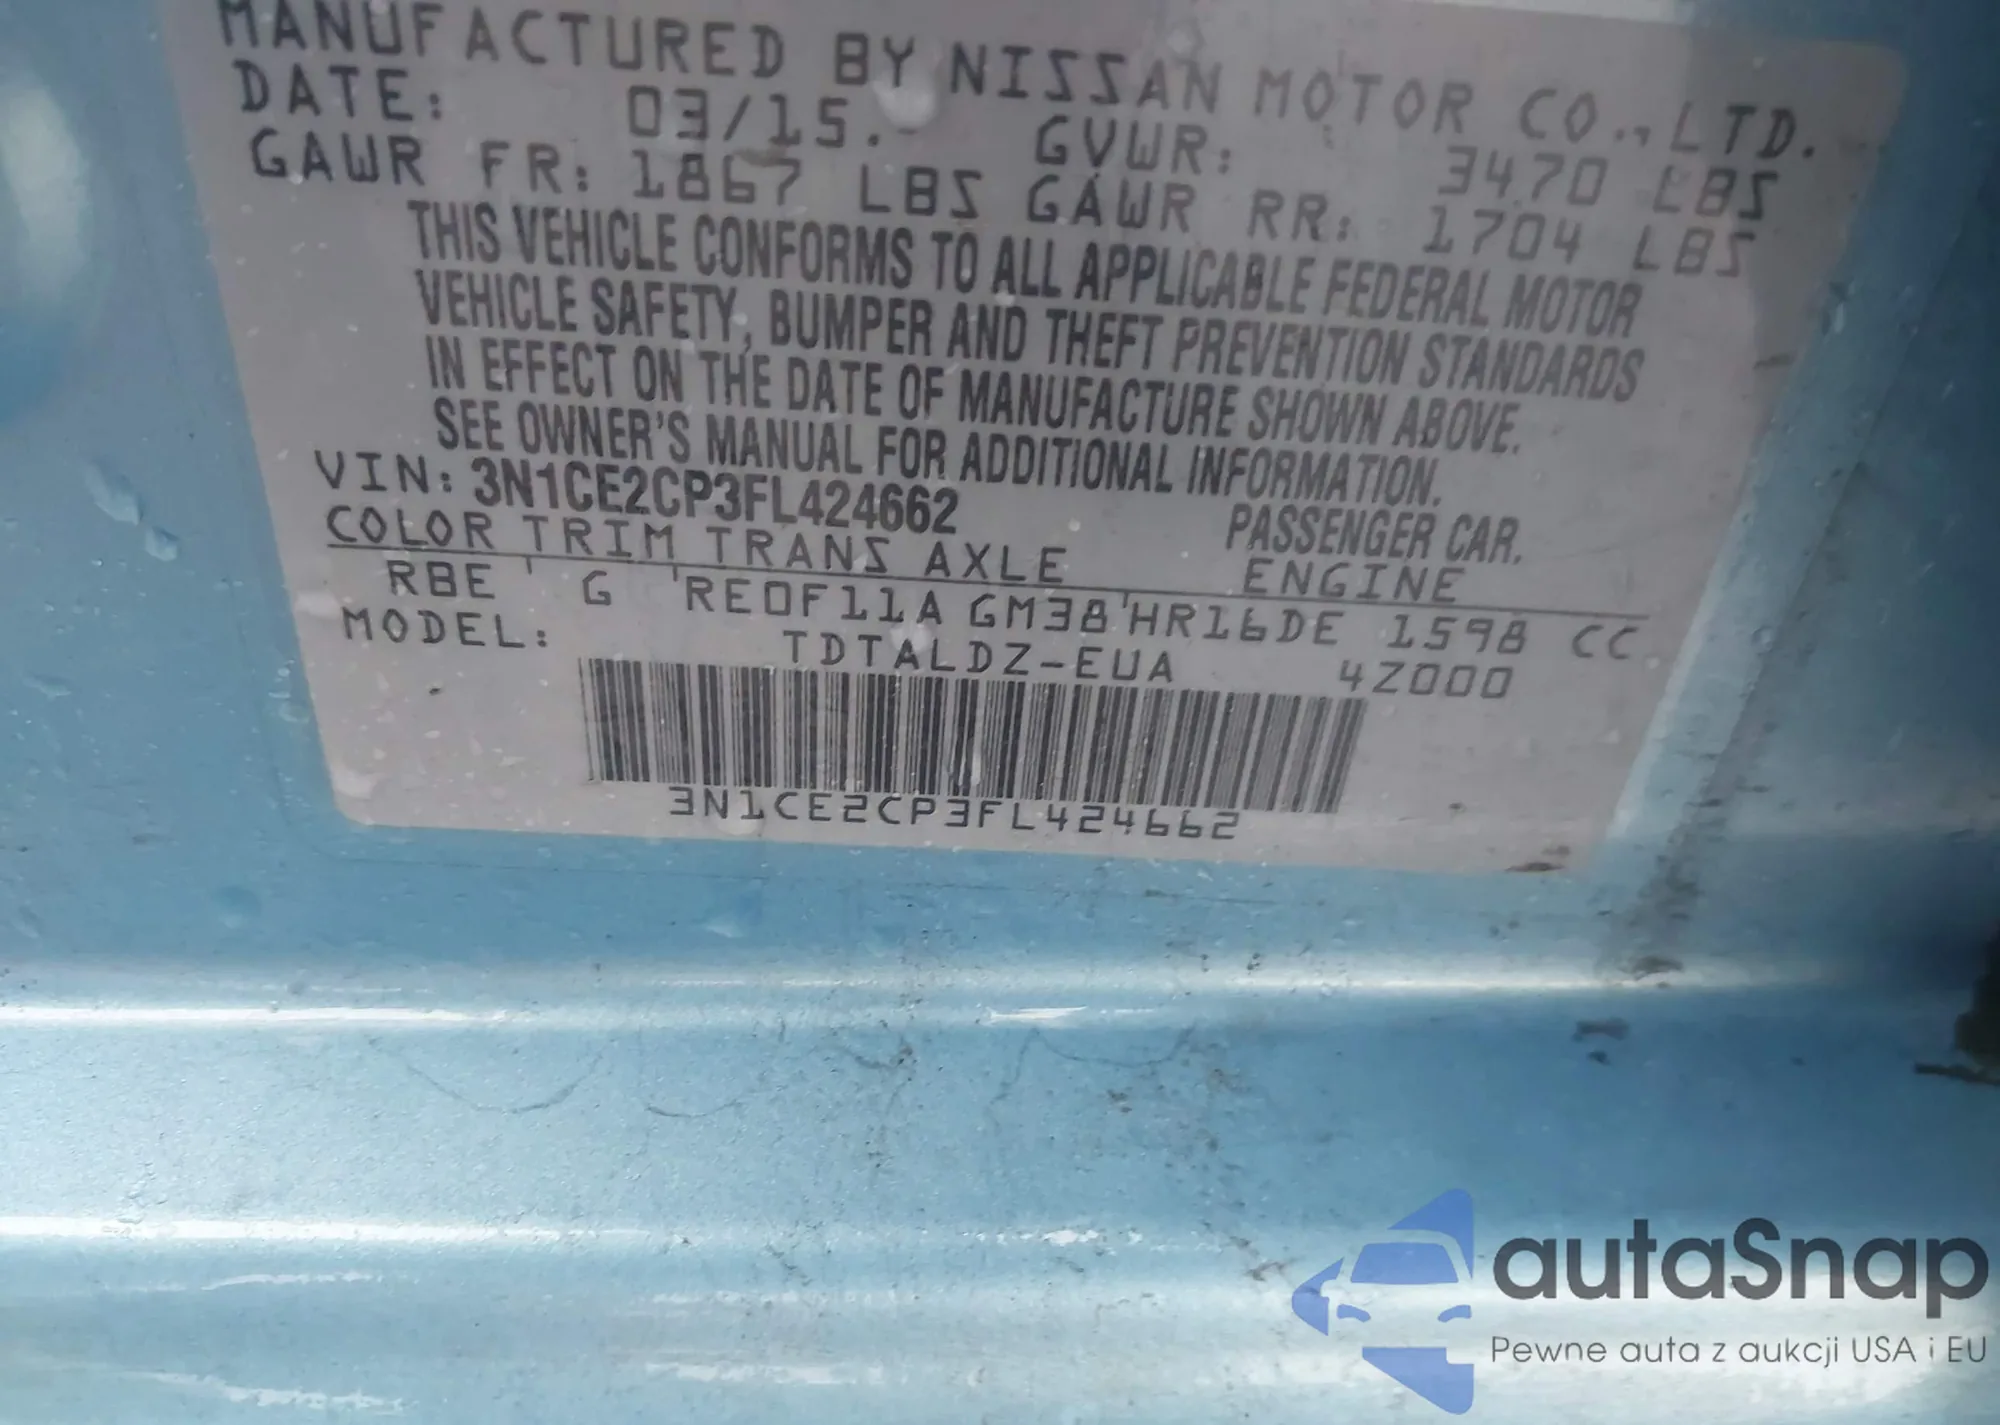 MANUFACTURED BY NISSAN MOTOR CO., LTD.
DATE: 03/15. GVWR: 3470 LBS
GAWR FR: 1867 LBS GAWR RR: 1704 LBS
THIS VEHICLE CONFORMS TO ALL APPLICABLE FEDERAL MOTOR
VEHICLE SAFETY, BUMPER AND THEFT PREVENTION STANDARDS
IN EFFECT ON THE DATE OF MANUFACTURE SHOWN ABOVE.
SEE OWNER'S MANUAL FOR ADDITIONAL INFORMATION.
VIN: 3N1CE2CP3FL424662 PASSENGER CAR.
COLOR TRIM TRANS AXLE ENGINE
RBE G RE0F11A GM38 HR16DE 1598 CC
MODEL: TDTALDZ-EUA 4Z000
3N1CE2CP3FL424662
autaSnap
Pewne auta z aukcji USA i EU